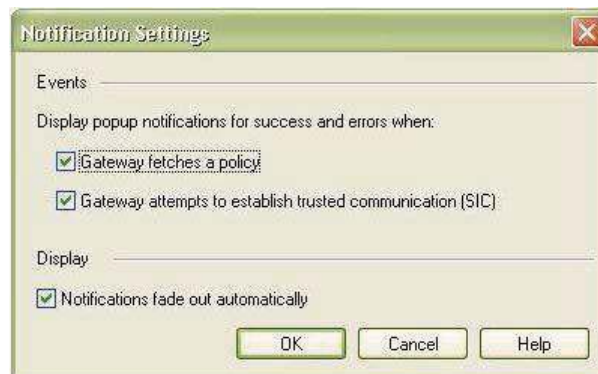 Notification Settings
Events
Display popup notifications for success and errors when:
Gateway fetches a policy
Gateway attempts to establish trusted communication (SIC)
Display
Notifications fade out automatically
OK Cancel Help